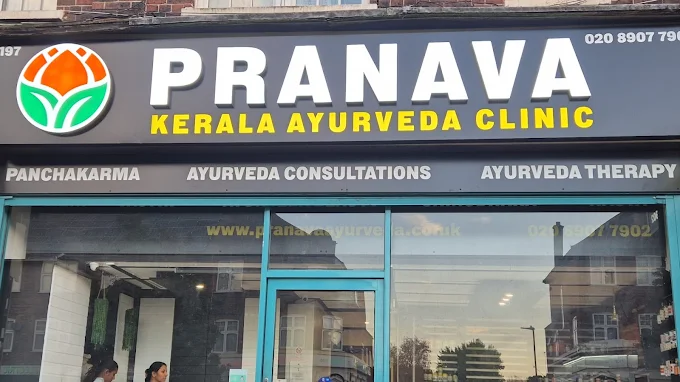 197
020 8907 790
PRANAVA
KERALA AYURVEDA CLINIC
PANCHAKARMA AYURVEDA CONSULTATIONS AYURVEDA THERAPY
www.pranavaayurveda.co.uk 020 8907 7902